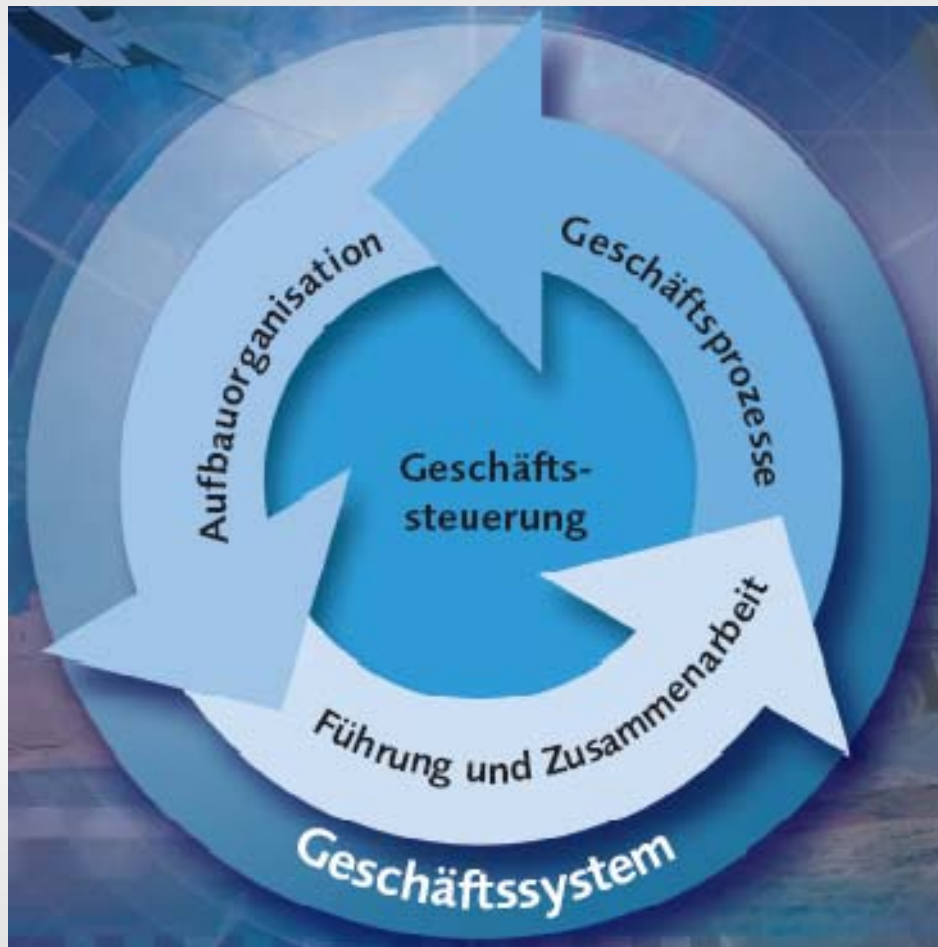 Aufbauorganisation
Geschäftsprozesse
Geschäfts-
steuerung
Führung und Zusammenarbeit
Geschäftssystem